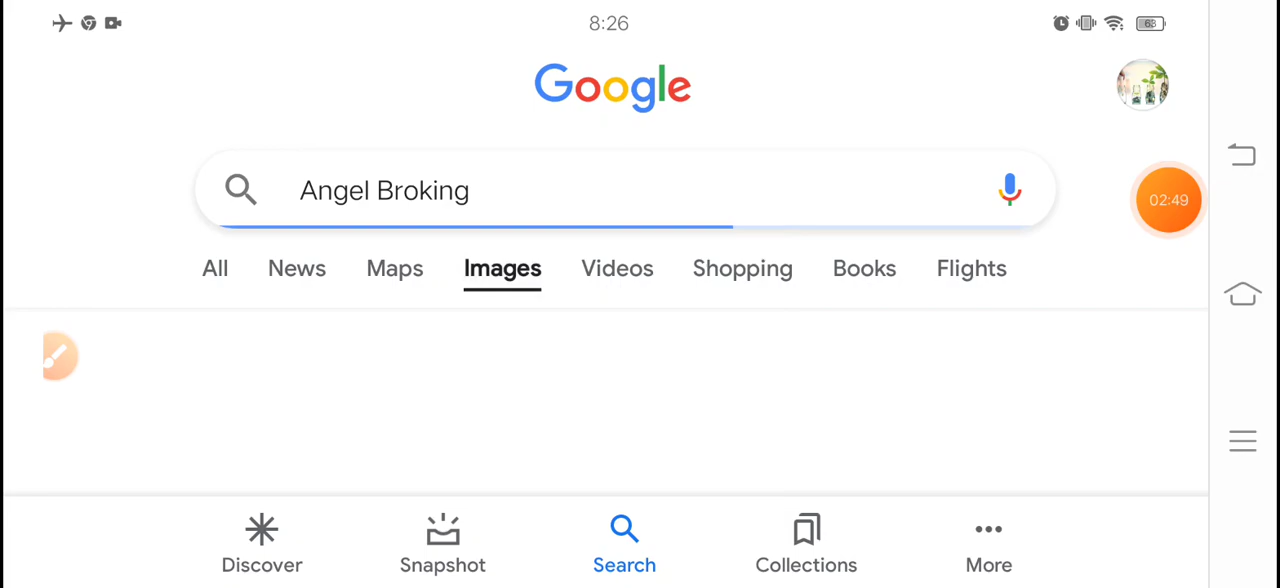 8:26
63
Google
Angel Broking
02:49
All News Maps Images Videos Shopping Books Flights
Discover Snapshot Search Collections More